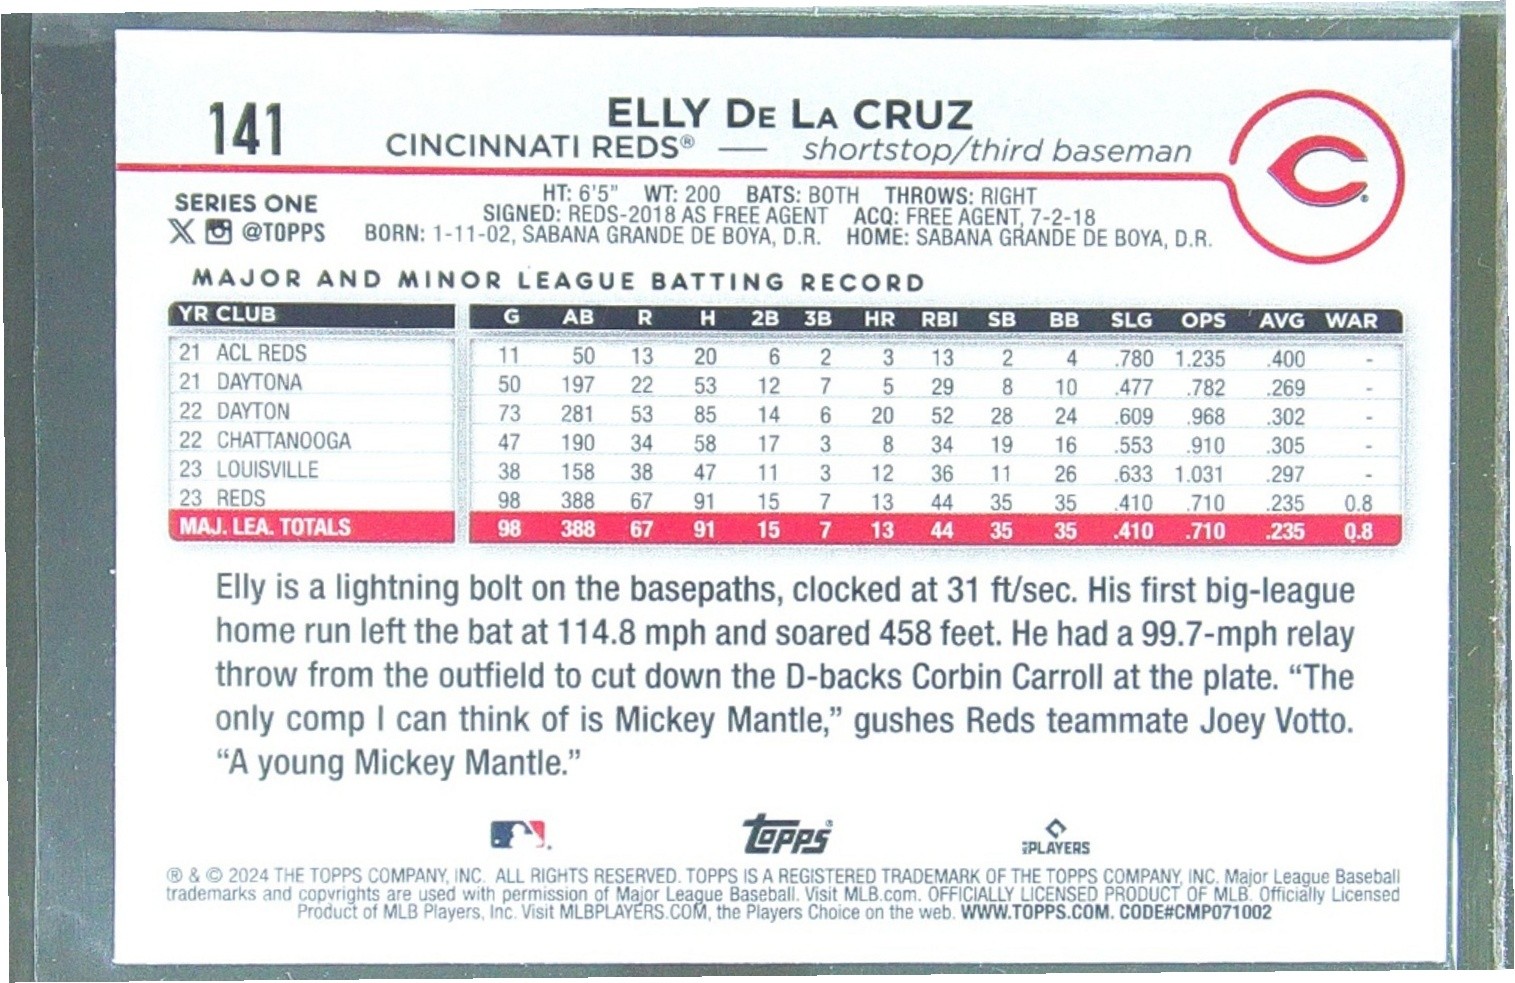 141
ELLY DE LA CRUZ
CINCINNATI REDS® — shortstop/third baseman
SERIES ONE
X @TOPPS
HT: 6'5" WT: 200 BATS: BOTH THROWS: RIGHT
SIGNED: REDS-2018 AS FREE AGENT ACQ: FREE AGENT, 7-2-18
BORN: 1-11-02, SABANA GRANDE DE BOYA, D.R. HOME: SABANA GRANDE DE BOYA, D.R.
C
MAJOR AND MINOR LEAGUE BATTING RECORD
YR CLUB G AB R H 2B 3B HR RBI SB BB SLG OPS AVG WAR
21 ACL REDS 11 50 13 20 6 2 3 13 2 4 .780 1.235 .400 -
21 DAYTONA 50 197 22 53 12 7 5 29 8 10 .477 .782 .269 -
22 DAYTON 73 281 53 85 14 6 20 52 28 24 .609 .968 .302 -
22 CHATTANOOGA 47 190 34 58 17 3 8 34 19 16 .553 .910 .305 -
23 LOUISVILLE 38 158 38 47 11 3 12 36 11 26 .633 1.031 .297 -
23 REDS 98 388 67 91 15 7 13 44 35 35 .410 .710 .235 0.8
MAJ. LEA. TOTALS 98 388 67 91 15 7 13 44 35 35 .410 .710 .235 0.8
Elly is a lightning bolt on the basepaths, clocked at 31 ft/sec. His first big-league
home run left the bat at 114.8 mph and soared 458 feet. He had a 99.7-mph relay
throw from the outfield to cut down the D-backs Corbin Carroll at the plate. “The
only comp I can think of is Mickey Mantle,” gushes Reds teammate Joey Votto.
“A young Mickey Mantle.”
TOPPS®
MLBPLAYERS
® & © 2024 THE TOPPS COMPANY, INC. ALL RIGHTS RESERVED. TOPPS IS A REGISTERED TRADEMARK OF THE TOPPS COMPANY, INC. Major League Baseball
trademarks and copyrights are used with permission of Major League Baseball. Visit MLB.com. OFFICIALLY LICENSED PRODUCT OF MLB. Officially Licensed
Product of MLB Players, Inc. Visit MLBPLAYERS.COM, the Players Choice on the web. WWW.TOPPS.COM. CODE#CMP071002